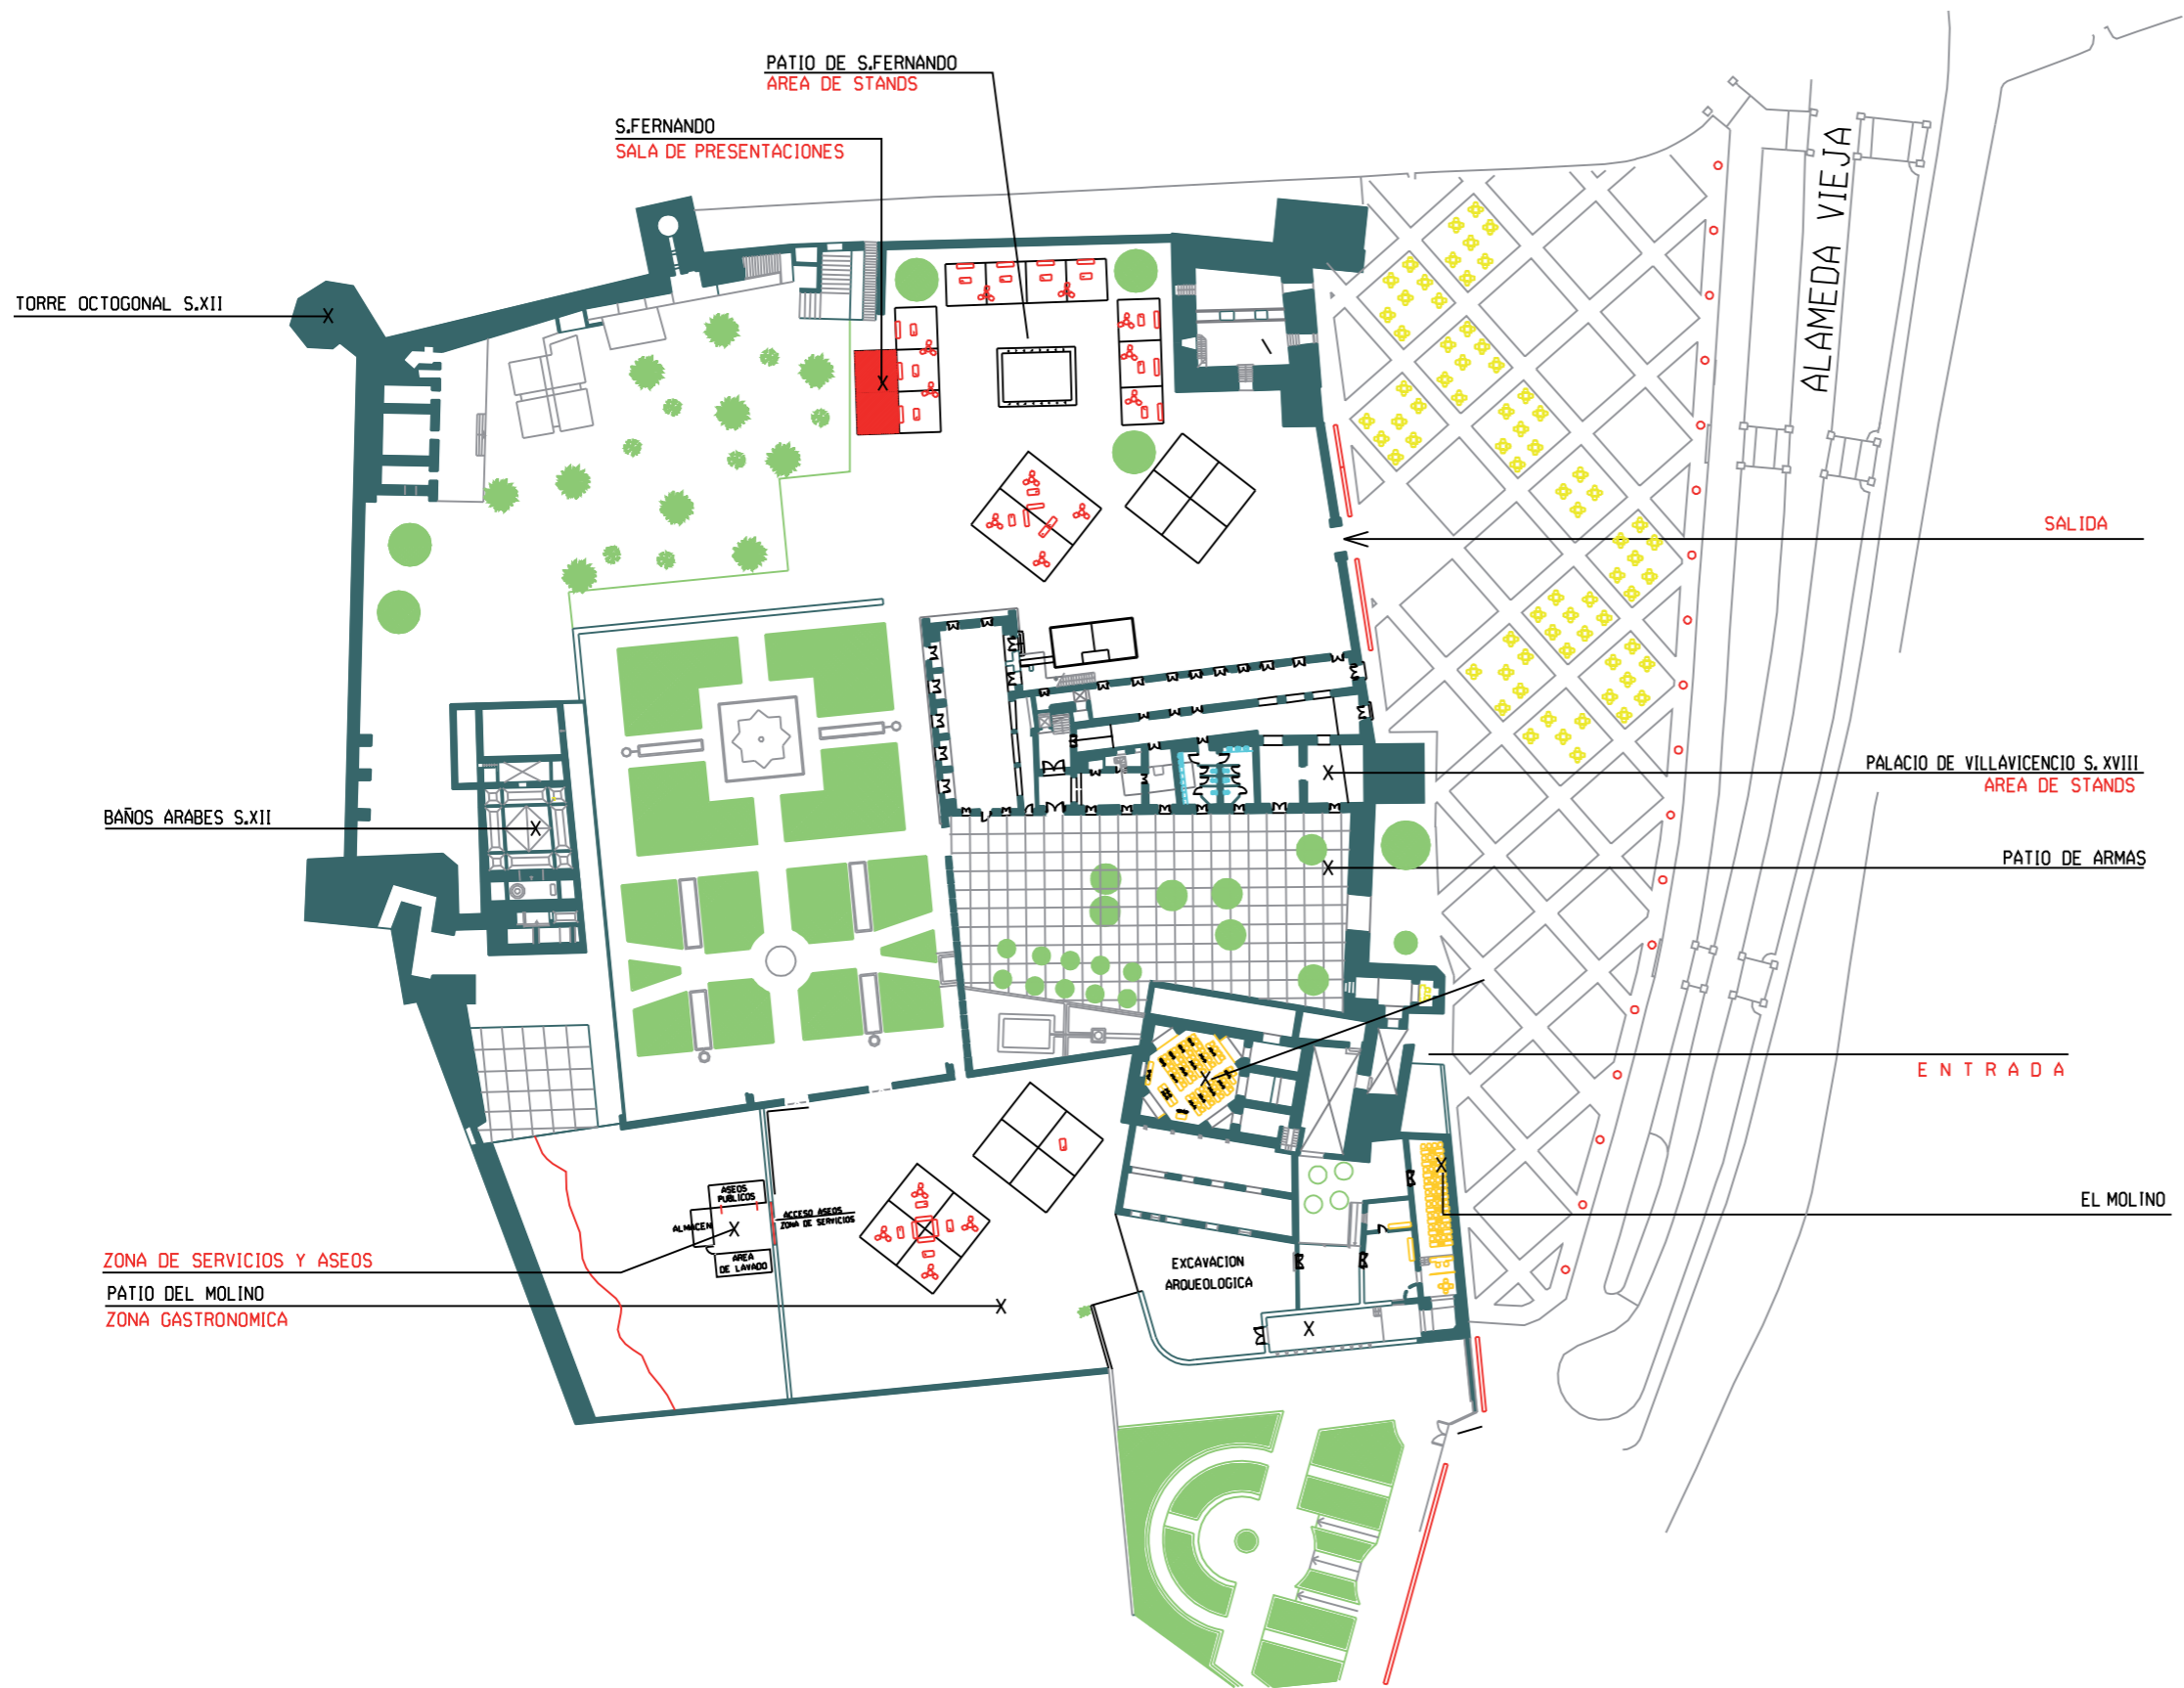 PATIO DE S.FERNANDO
AREA DE STANDS
S.FERNANDO
SALA DE PRESENTACIONES
ALAMEDA VIEJA
TORRE OCTOGONAL S.XII
SALIDA
PALACIO DE VILLAVICENCIO S. XVIII
AREA DE STANDS
BAÑOS ARABES S.XII
PATIO DE ARMAS
E N T R A D A
EL MOLINO
ASEOS
PUBLICOS
ALMACEN
ACCESO ASEOS
ZONA DE SERVICIOS
AREA
DE LAVADO
EXCAVACION
ARQUEOLOGICA
ZONA DE SERVICIOS Y ASEOS
PATIO DEL MOLINO
ZONA GASTRONOMICA